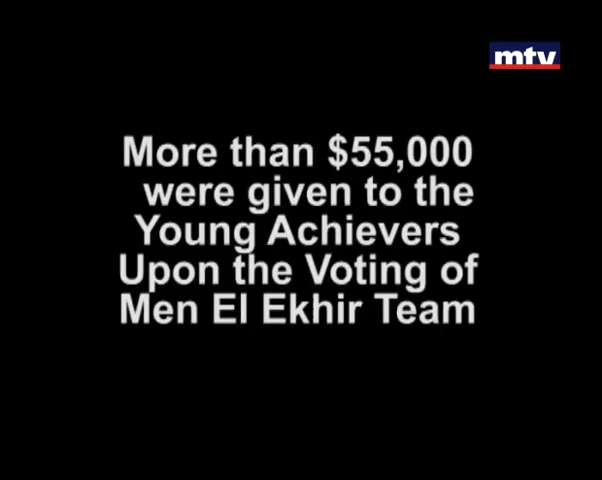 mtv
More than $55,000
were given to the
Young Achievers
Upon the Voting of
Men El Ekhir Team